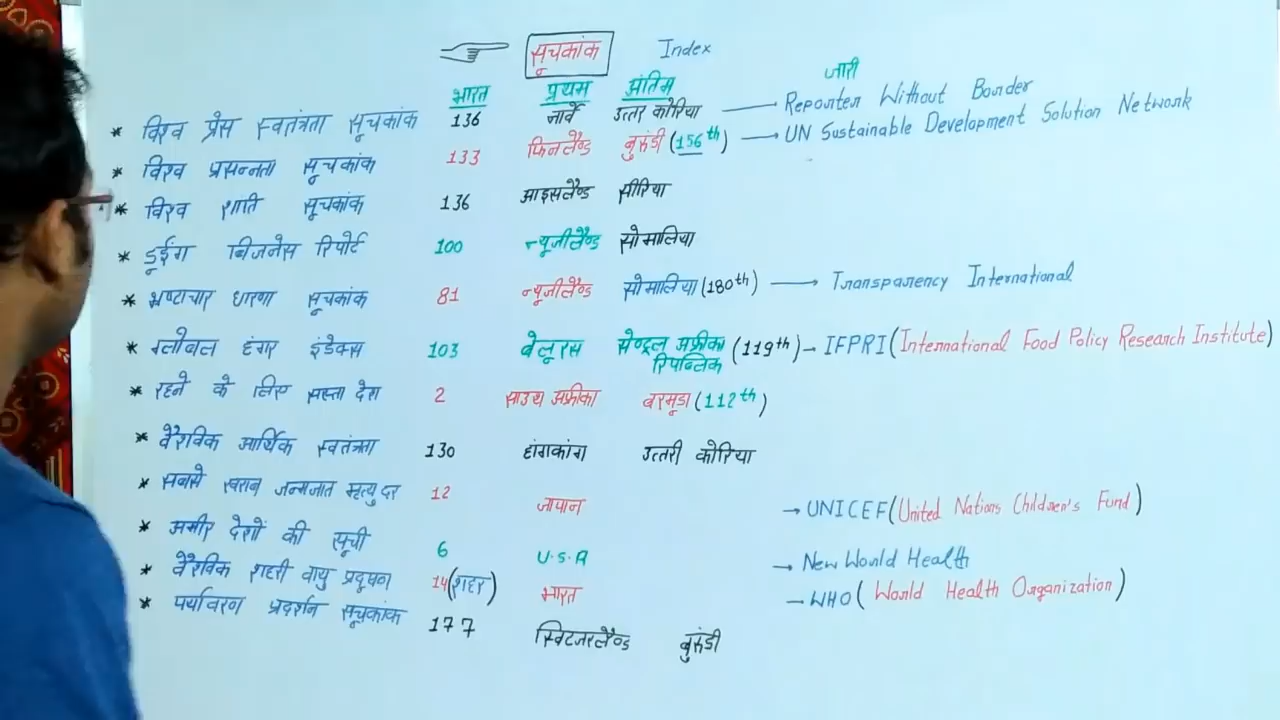 सूचकांक Index
भारत प्रथम अंतिम जारी
* विश्व प्रेस स्वतंत्रता सूचकांक 136 नार्वे उत्तर कोरिया — Reporter Without Border
* विश्व प्रसन्नता सूचकांक 133 फिनलैण्ड बुरुंडी (156th) → UN Sustainable Development Solution Network
* विश्व शांति सूचकांक 136 आइसलैण्ड सीरिया
* डूइंग बिजनेस रिपोर्ट 100 न्यूजीलैण्ड सोमालिया
* भष्टाचार धारणा सूचकांक 81 न्यूजीलैण्ड सोमालिया (180th) → Transparency International
* ग्लोबल हंगर इंडेक्स 103 वेलूरस सेण्ट्रल अफ्रीका रिपब्लिक (119th) → IFPRI (International Food Policy Research Institute)
* रहने के लिए सस्ता देश 2 साउथ अफ्रीका बरमूडा (112th)
* वैश्विक आर्थिक स्वतंत्रता 130 हांगकांग उत्तरी कोरिया
* सबसे खराब जन्मजात मृत्युदर 12 जापान → UNICEF (United Nations Children's Fund)
* अमीर देशों की सूची 6 U.S.A → New World Health
* वैश्विक शहरी वायु प्रदूषण 14 (शहर) भारत → WHO (World Health Organization)
* पर्यावरण प्रदर्शन सूचकांक 177 स्विटजरलैण्ड बुरुंडी